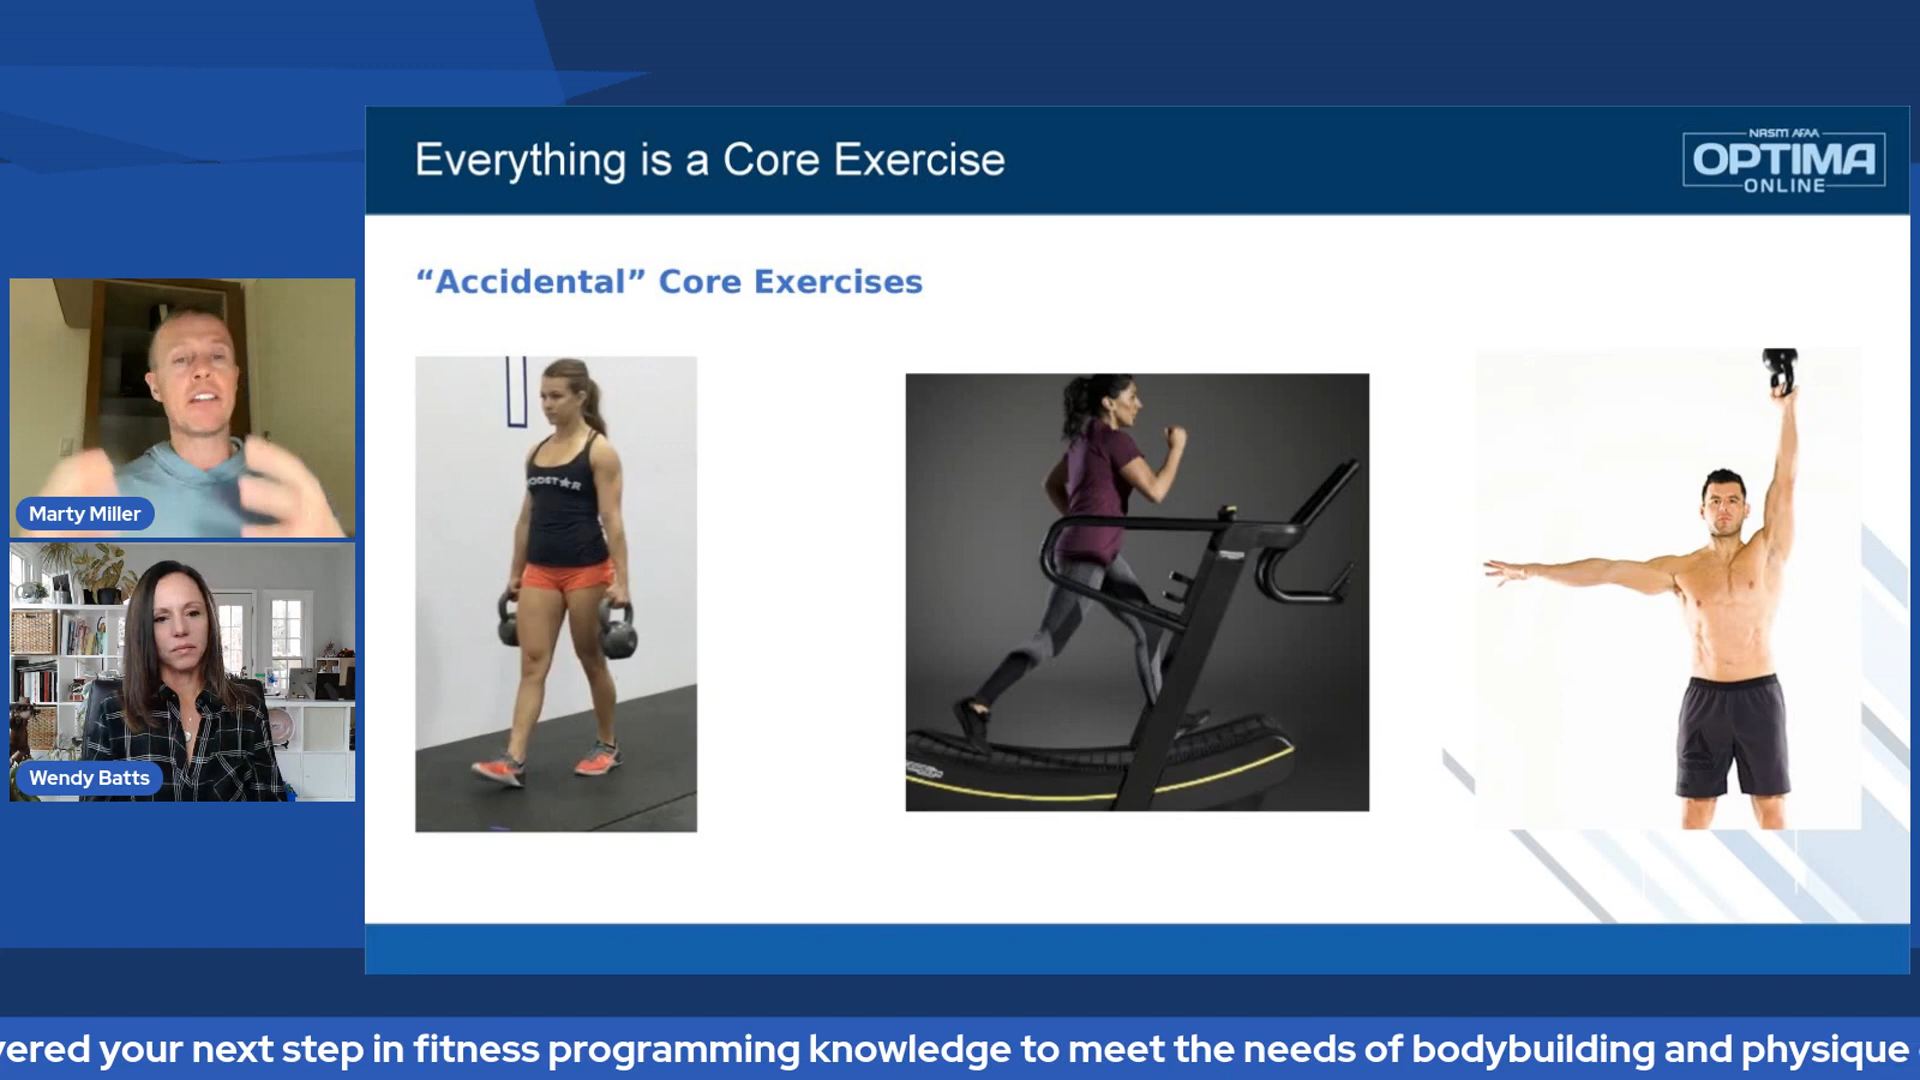 Everything is a Core Exercise
NASM AFAA
OPTIMA
ONLINE
“Accidental” Core Exercises
Marty Miller
Wendy Batts
your next step in fitness programming knowledge to meet the needs of bodybuilding and physique